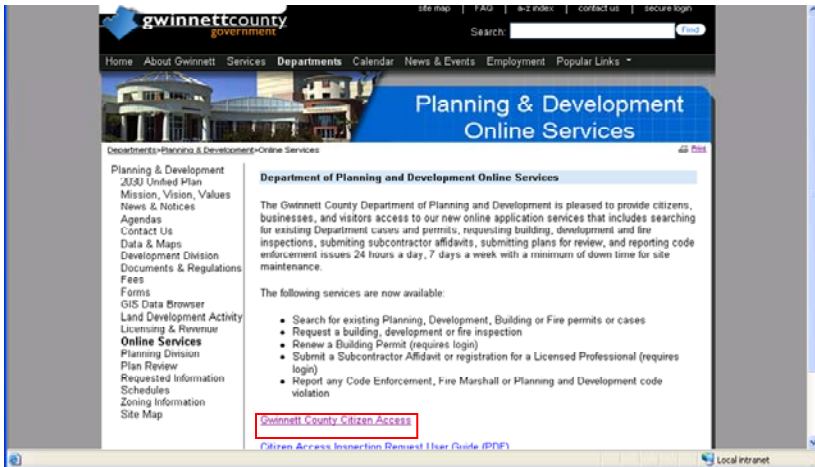 site map | FAQ | a-z index | contact us | secure login
gwinnettcounty
government
Search:
Find
Home About Gwinnett Services Departments Calendar News & Events Employment Popular Links
Planning & Development
Online Services
Departments>Planning & Development>Online Services
Print
Planning & Development
2030 Unified Plan
Mission, Vision, Values
News & Notices
Agendas
Contact Us
Data & Maps
Development Division
Documents & Regulations
Fees
Forms
GIS Data Browser
Land Development Activity
Licensing & Revenue
Online Services
Planning Division
Plan Review
Requested Information
Schedules
Zoning Information
Site Map
Department of Planning and Development Online Services
The Gwinnett County Department of Planning and Development is pleased to provide citizens,
businesses, and visitors access to our new online application services that includes searching
for existing Department cases and permits, requesting building, development and fire
inspections, submiting subcontractor affidavits, submitting plans for review, and reporting code
enforcement issues 24 hours a day, 7 days a week with a minimum of down time for site
maintenance.
The following services are now available:
• Search for existing Planning, Development, Building or Fire permits or cases
• Request a building, development or fire inspection
• Renew a Building Permit (requires login)
• Submit a Subcontractor Affidavit or registration for a Licensed Professional (requires
login)
• Report any Code Enforcement, Fire Marshall or Planning and Development code
violation
Gwinnett County Citizen Access
Citizen Access Inspection Request User Guide (PDF)
Local intranet